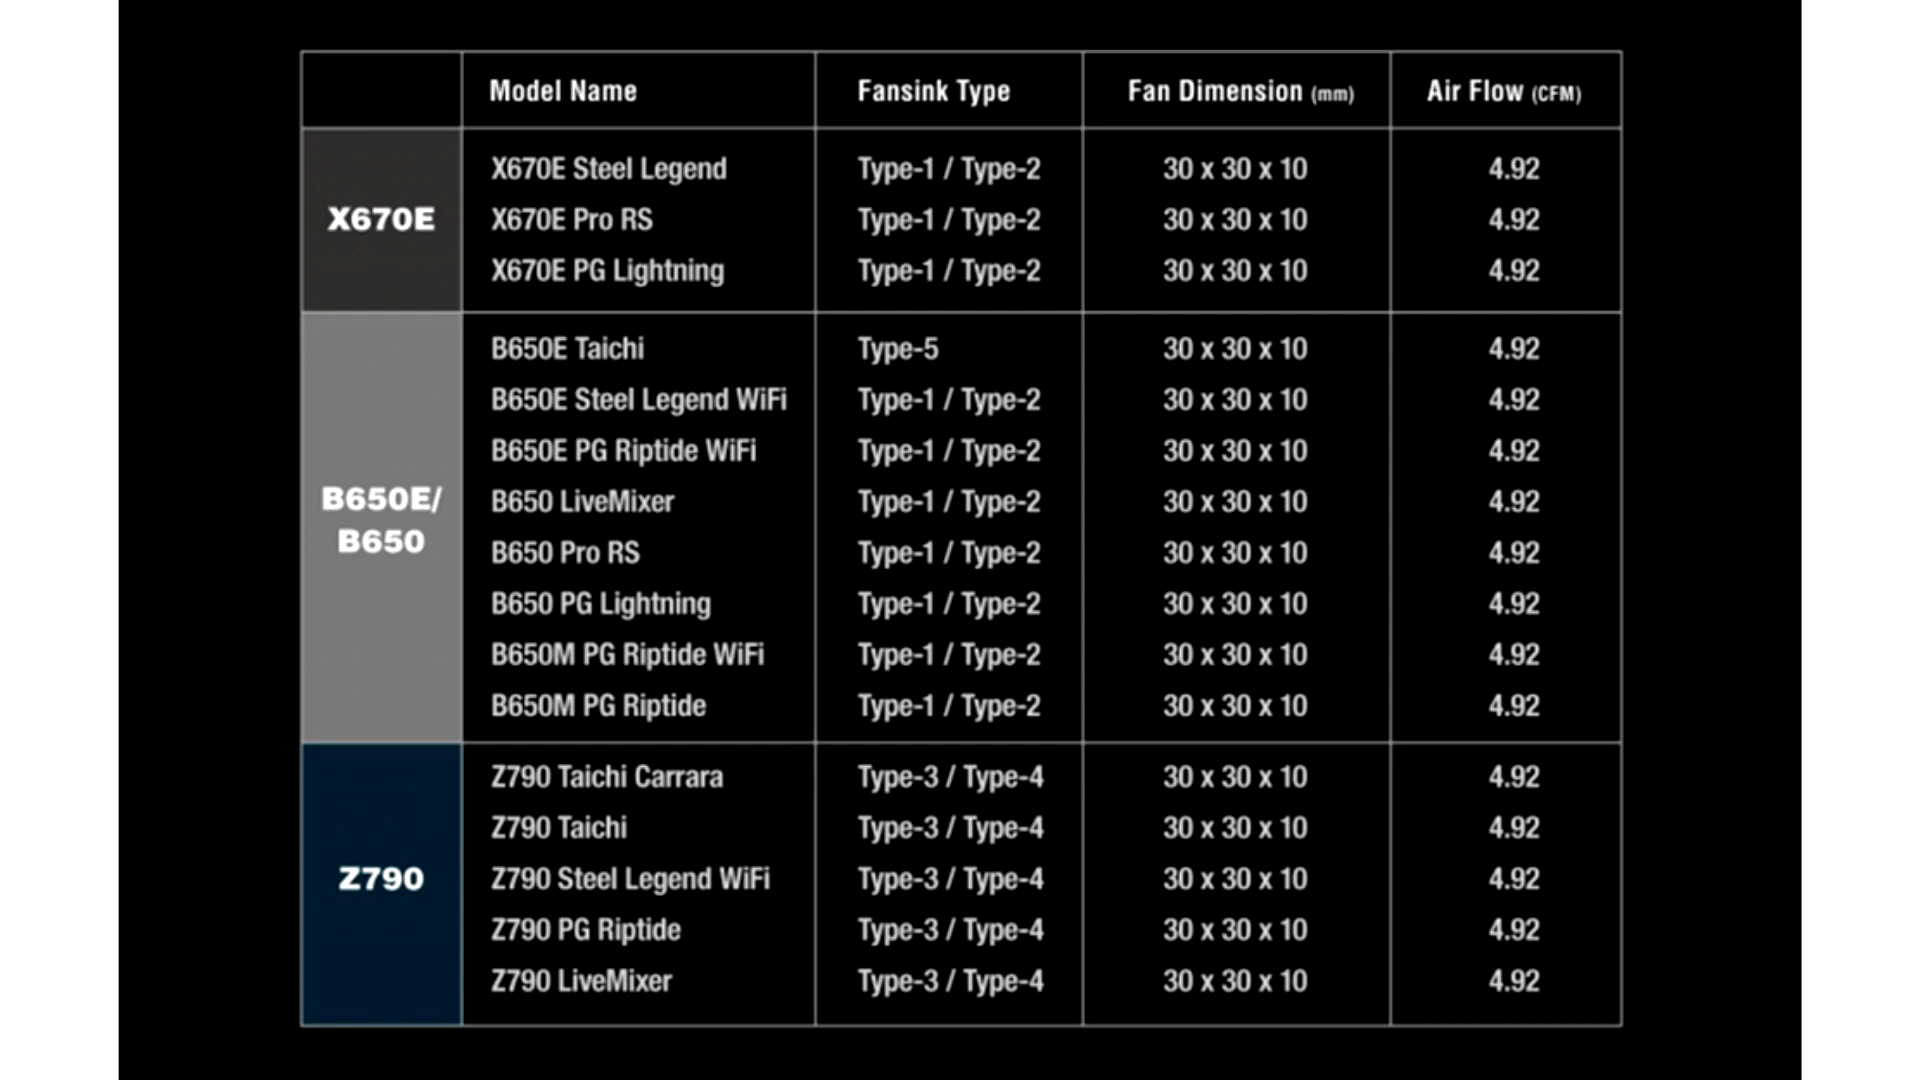 Model Name Fansink Type Fan Dimension (mm) Air Flow (CFM)
X670E
X670E Steel Legend Type-1 / Type-2 30 x 30 x 10 4.92
X670E Pro RS Type-1 / Type-2 30 x 30 x 10 4.92
X670E PG Lightning Type-1 / Type-2 30 x 30 x 10 4.92
B650E/
B650
B650E Taichi Type-5 30 x 30 x 10 4.92
B650E Steel Legend WiFi Type-1 / Type-2 30 x 30 x 10 4.92
B650E PG Riptide WiFi Type-1 / Type-2 30 x 30 x 10 4.92
B650 LiveMixer Type-1 / Type-2 30 x 30 x 10 4.92
B650 Pro RS Type-1 / Type-2 30 x 30 x 10 4.92
B650 PG Lightning Type-1 / Type-2 30 x 30 x 10 4.92
B650M PG Riptide WiFi Type-1 / Type-2 30 x 30 x 10 4.92
B650M PG Riptide Type-1 / Type-2 30 x 30 x 10 4.92
Z790
Z790 Taichi Carrara Type-3 / Type-4 30 x 30 x 10 4.92
Z790 Taichi Type-3 / Type-4 30 x 30 x 10 4.92
Z790 Steel Legend WiFi Type-3 / Type-4 30 x 30 x 10 4.92
Z790 PG Riptide Type-3 / Type-4 30 x 30 x 10 4.92
Z790 LiveMixer Type-3 / Type-4 30 x 30 x 10 4.92